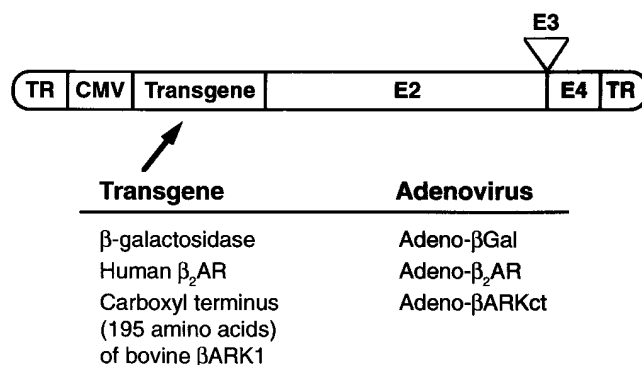 E3
TR CMV Transgene E2 E4 TR
Transgene Adenovirus
β-galactosidase Adeno-βGal
Human β₂AR Adeno-β₂AR
Carboxyl terminus Adeno-βARKct
(195 amino acids)
of bovine βARK1